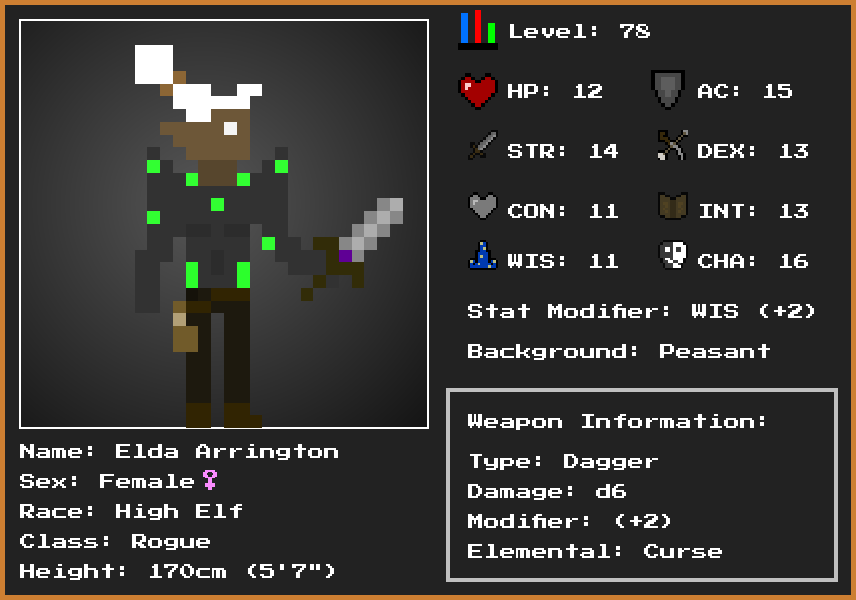 Level: 78
HP: 12 AC: 15
STR: 14 DEX: 13
CON: 11 INT: 13
WIS: 11 CHA: 16
Stat Modifier: WIS (+2)
Background: Peasant
Weapon Information:
Type: Dagger
Damage: d6
Modifier: (+2)
Elemental: Curse
Name: Elda Arrington
Sex: Female♀
Race: High Elf
Class: Rogue
Height: 170cm (5'7")